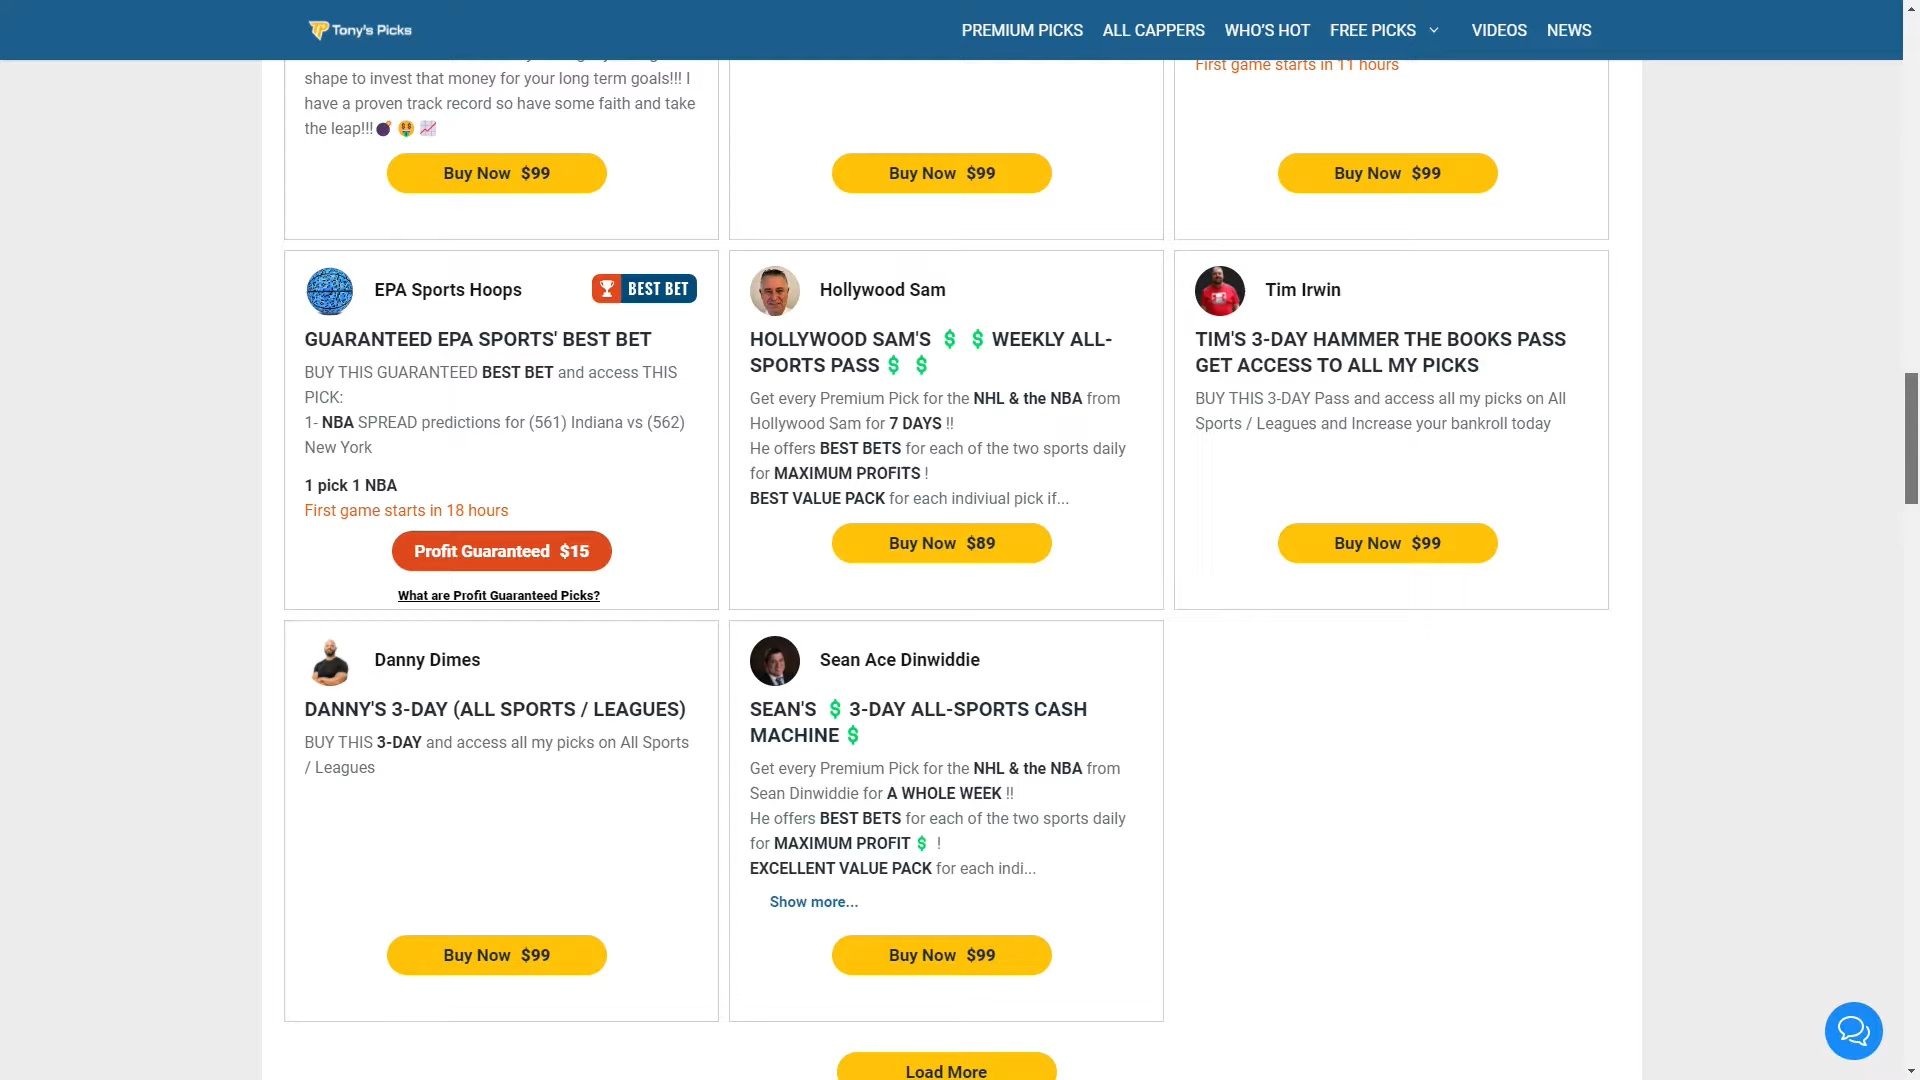 Tony's Picks
PREMIUM PICKS ALL CAPPERS WHO'S HOT FREE PICKS VIDEOS NEWS
shape to invest that money for your long term goals!!! I
have a proven track record so have some faith and take
the leap!!!
Buy Now $99
Buy Now $99
First game starts in 11 hours
Buy Now $99
EPA Sports Hoops
BEST BET
GUARANTEED EPA SPORTS' BEST BET
BUY THIS GUARANTEED BEST BET and access THIS
PICK:
1- NBA SPREAD predictions for (561) Indiana vs (562)
New York
1 pick 1 NBA
First game starts in 18 hours
Profit Guaranteed $15
What are Profit Guaranteed Picks?
Hollywood Sam
HOLLYWOOD SAM'S 💲 💲 WEEKLY ALL-
SPORTS PASS 💲 💲
Get every Premium Pick for the NHL & the NBA from
Hollywood Sam for 7 DAYS !!
He offers BEST BETS for each of the two sports daily
for MAXIMUM PROFITS !
BEST VALUE PACK for each indiviual pick if...
Buy Now $89
Tim Irwin
TIM'S 3-DAY HAMMER THE BOOKS PASS
GET ACCESS TO ALL MY PICKS
BUY THIS 3-DAY Pass and access all my picks on All
Sports / Leagues and Increase your bankroll today
Buy Now $99
Danny Dimes
DANNY'S 3-DAY (ALL SPORTS / LEAGUES)
BUY THIS 3-DAY and access all my picks on All Sports
/ Leagues
Buy Now $99
Sean Ace Dinwiddie
SEAN'S 💲 3-DAY ALL-SPORTS CASH
MACHINE 💲
Get every Premium Pick for the NHL & the NBA from
Sean Dinwiddie for A WHOLE WEEK !!
He offers BEST BETS for each of the two sports daily
for MAXIMUM PROFIT 💲 !
EXCELLENT VALUE PACK for each indi...
Show more...
Buy Now $99
Load More